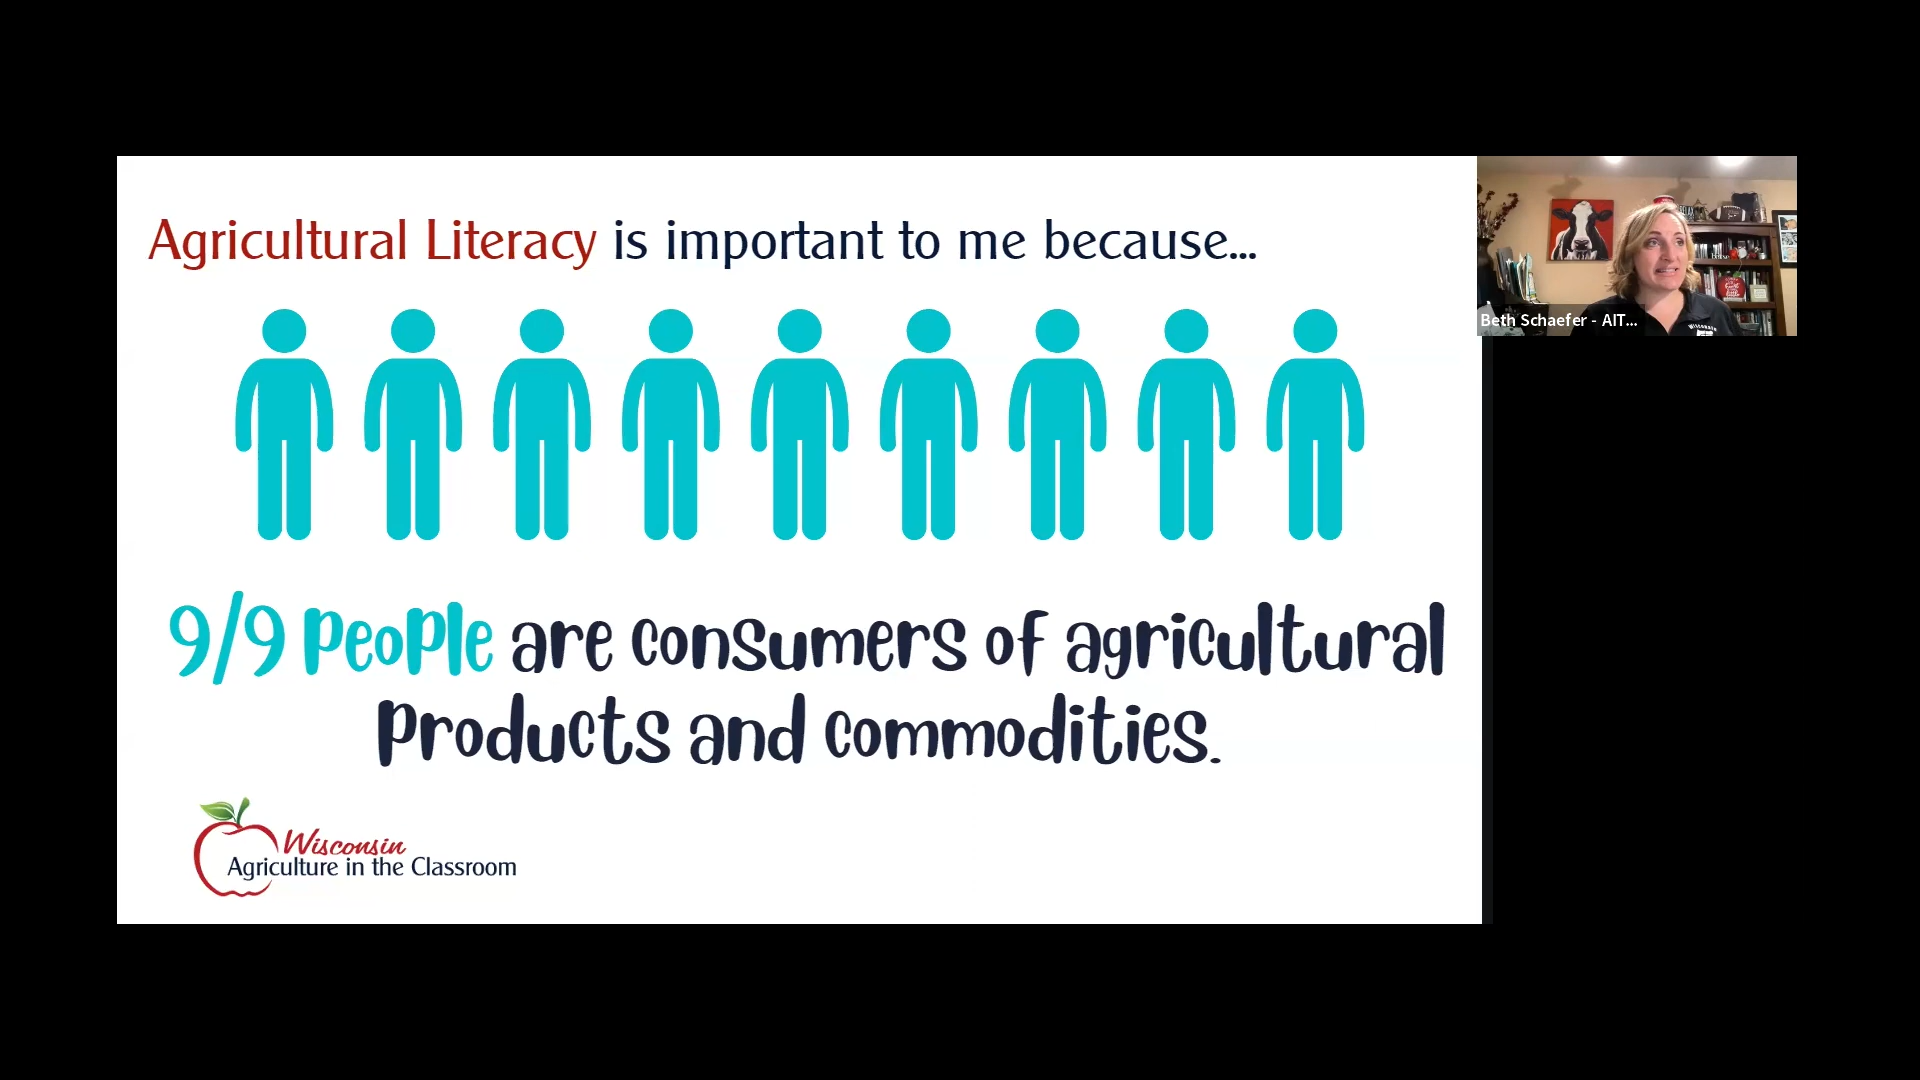 Agricultural Literacy is important to me because...
Beth Schaefer - AIT...
9/9 people are consumers of agricultural
products and commodities.
Wisconsin
Agriculture in the Classroom